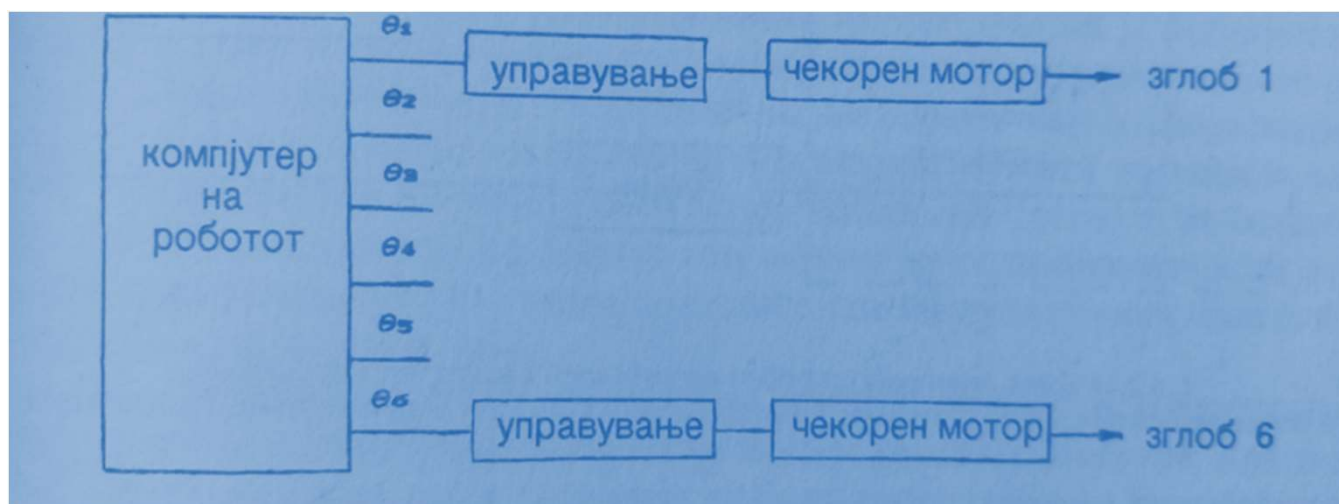 θ1
управување
чекорен мотор
зглоб 1
θ2
компјутер
на
роботот
θ3
θ4
θ5
θ6
управување
чекорен мотор
зглоб 6